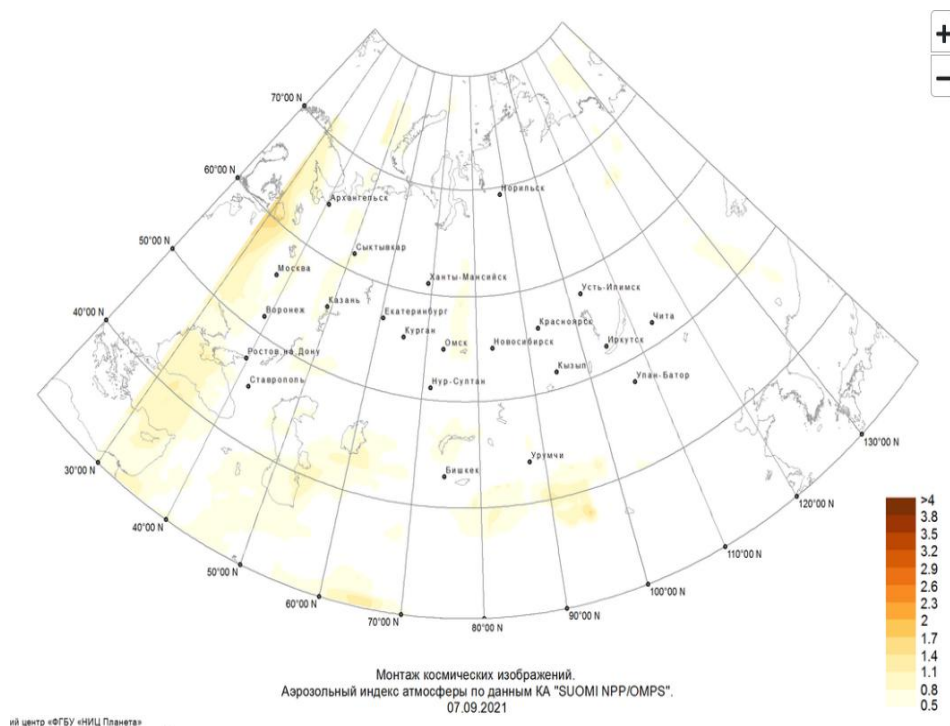 +
−
70°00 N
60°00 N
50°00 N
40°00 N
30°00 N
40°00 N
50°00 N
60°00 N
70°00 N
80°00 N
90°00 N
100°00 N
110°00 N
120°00 N
130°00 N
Норильск
Архангельск
Сыктывкар
Москва
Ханты-Мансийск
Усть-Илимск
Воронеж
Казань
Екатеринбург
Курган
Омск
Новосибирск
Красноярск
Чита
Иркутск
Ростов на Дону
Ставрополь
Нур-Султан
Кызыл
Улан-Батор
Урумчи
Бишкек
>4
3.8
3.5
3.2
2.9
2.6
2.3
2
1.7
1.4
1.1
0.8
0.5
Монтаж космических изображений.
Аэрозольный индекс атмосферы по данным КА "SUOMI NPP/OMPS".
07.09.2021
ий центр «ФГБУ «НИЦ Планета»